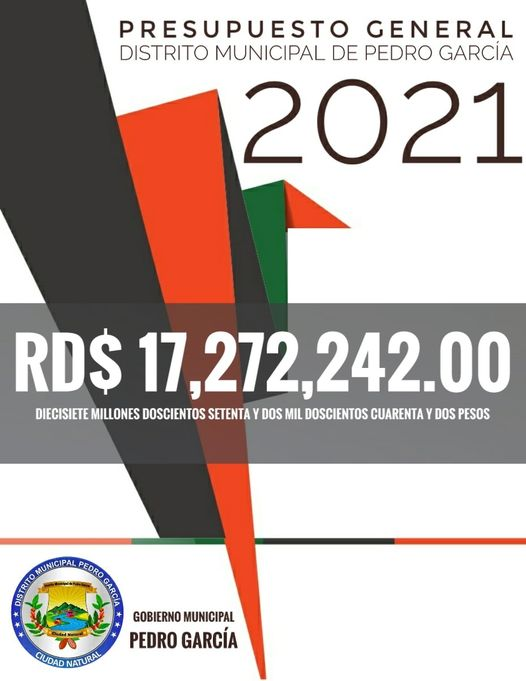 PRESUPUESTO GENERAL
DISTRITO MUNICIPAL DE PEDRO GARCÍA
2021
RD$ 17,272,242.00
DIECISIETE MILLONES DOSCIENTOS SETENTA Y DOS MIL DOSCIENTOS CUARENTA Y DOS PESOS
DISTRITO MUNICIPAL PEDRO GARCÍA
Ciudad Natural
CIUDAD NATURAL
GOBIERNO MUNICIPAL
PEDRO GARCÍA